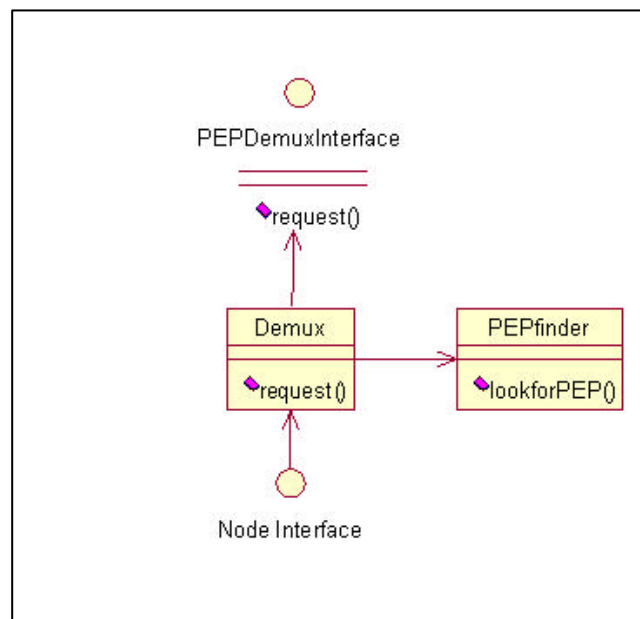 PEPDemuxInterface
request()
Demux
request()
PEPfinder
lookforPEP()
Node Interface